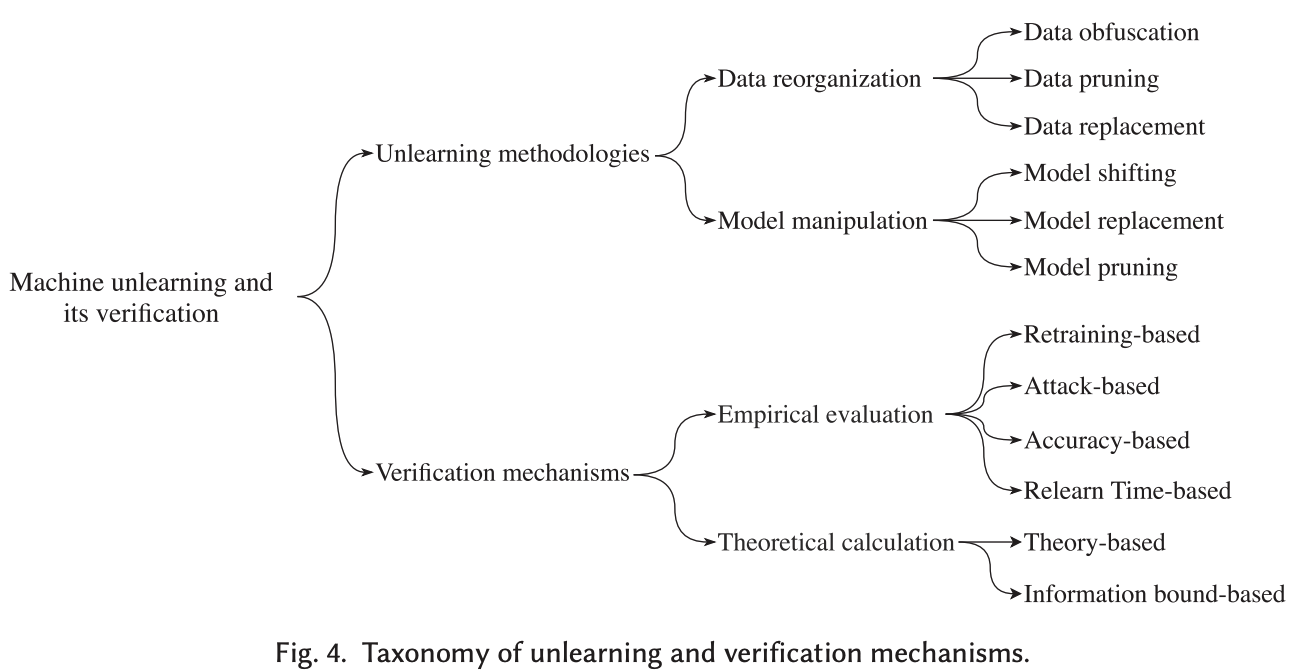 Machine unlearning and
its verification
Unlearning methodologies
Data reorganization
Data obfuscation
Data pruning
Data replacement
Model manipulation
Model shifting
Model replacement
Model pruning
Verification mechanisms
Empirical evaluation
Retraining-based
Attack-based
Accuracy-based
Relearn Time-based
Theoretical calculation
Theory-based
Information bound-based
Fig. 4. Taxonomy of unlearning and verification mechanisms.